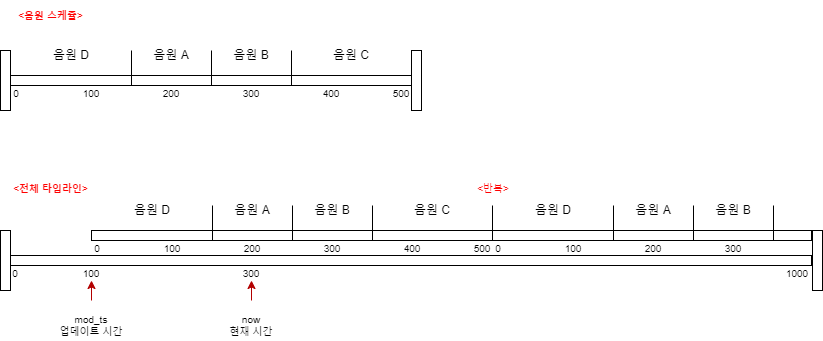 <음원 스케쥴>
음원 D 음원 A 음원 B 음원 C
0 100 200 300 400 500
<전체 타임라인> <반복>
음원 D 음원 A 음원 B 음원 C 음원 D 음원 A 음원 B
0 100 200 300 400 500 0 100 200 300
0 100 300 1000
mod_ts now
업데이트 시간 현재 시간